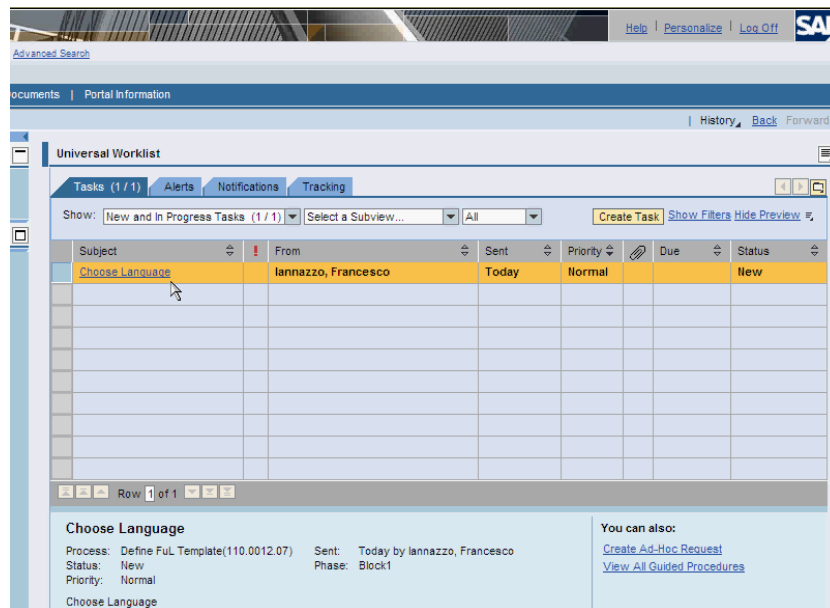 Help | Personalize | Log Off SAP
Advanced Search
ocuments | Portal Information
| History Back Forward
Universal Worklist
Tasks (1 / 1) Alerts Notifications Tracking
Show: New and In Progress Tasks (1 / 1) Select a Subview... All Create Task Show Filters Hide Preview
Subject ! From Sent Priority Due Status
Choose Language Iannazzo, Francesco Today Normal New
Row 1 of 1
Choose Language
Process: Define FuL Template(110.0012.07) Sent: Today by Iannazzo, Francesco
Status: New Phase: Block1
Priority: Normal
Choose Language
You can also:
Create Ad-Hoc Request
View All Guided Procedures